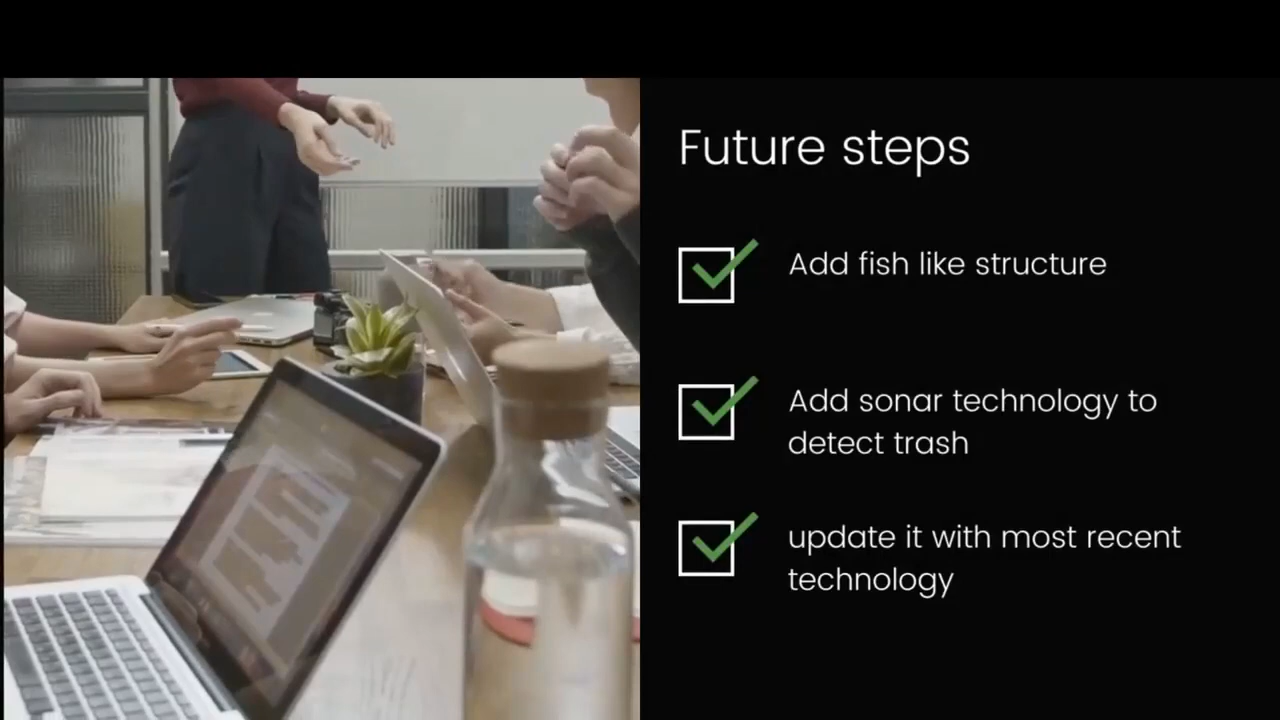 Future steps
Add fish like structure
Add sonar technology to
detect trash
update it with most recent
technology